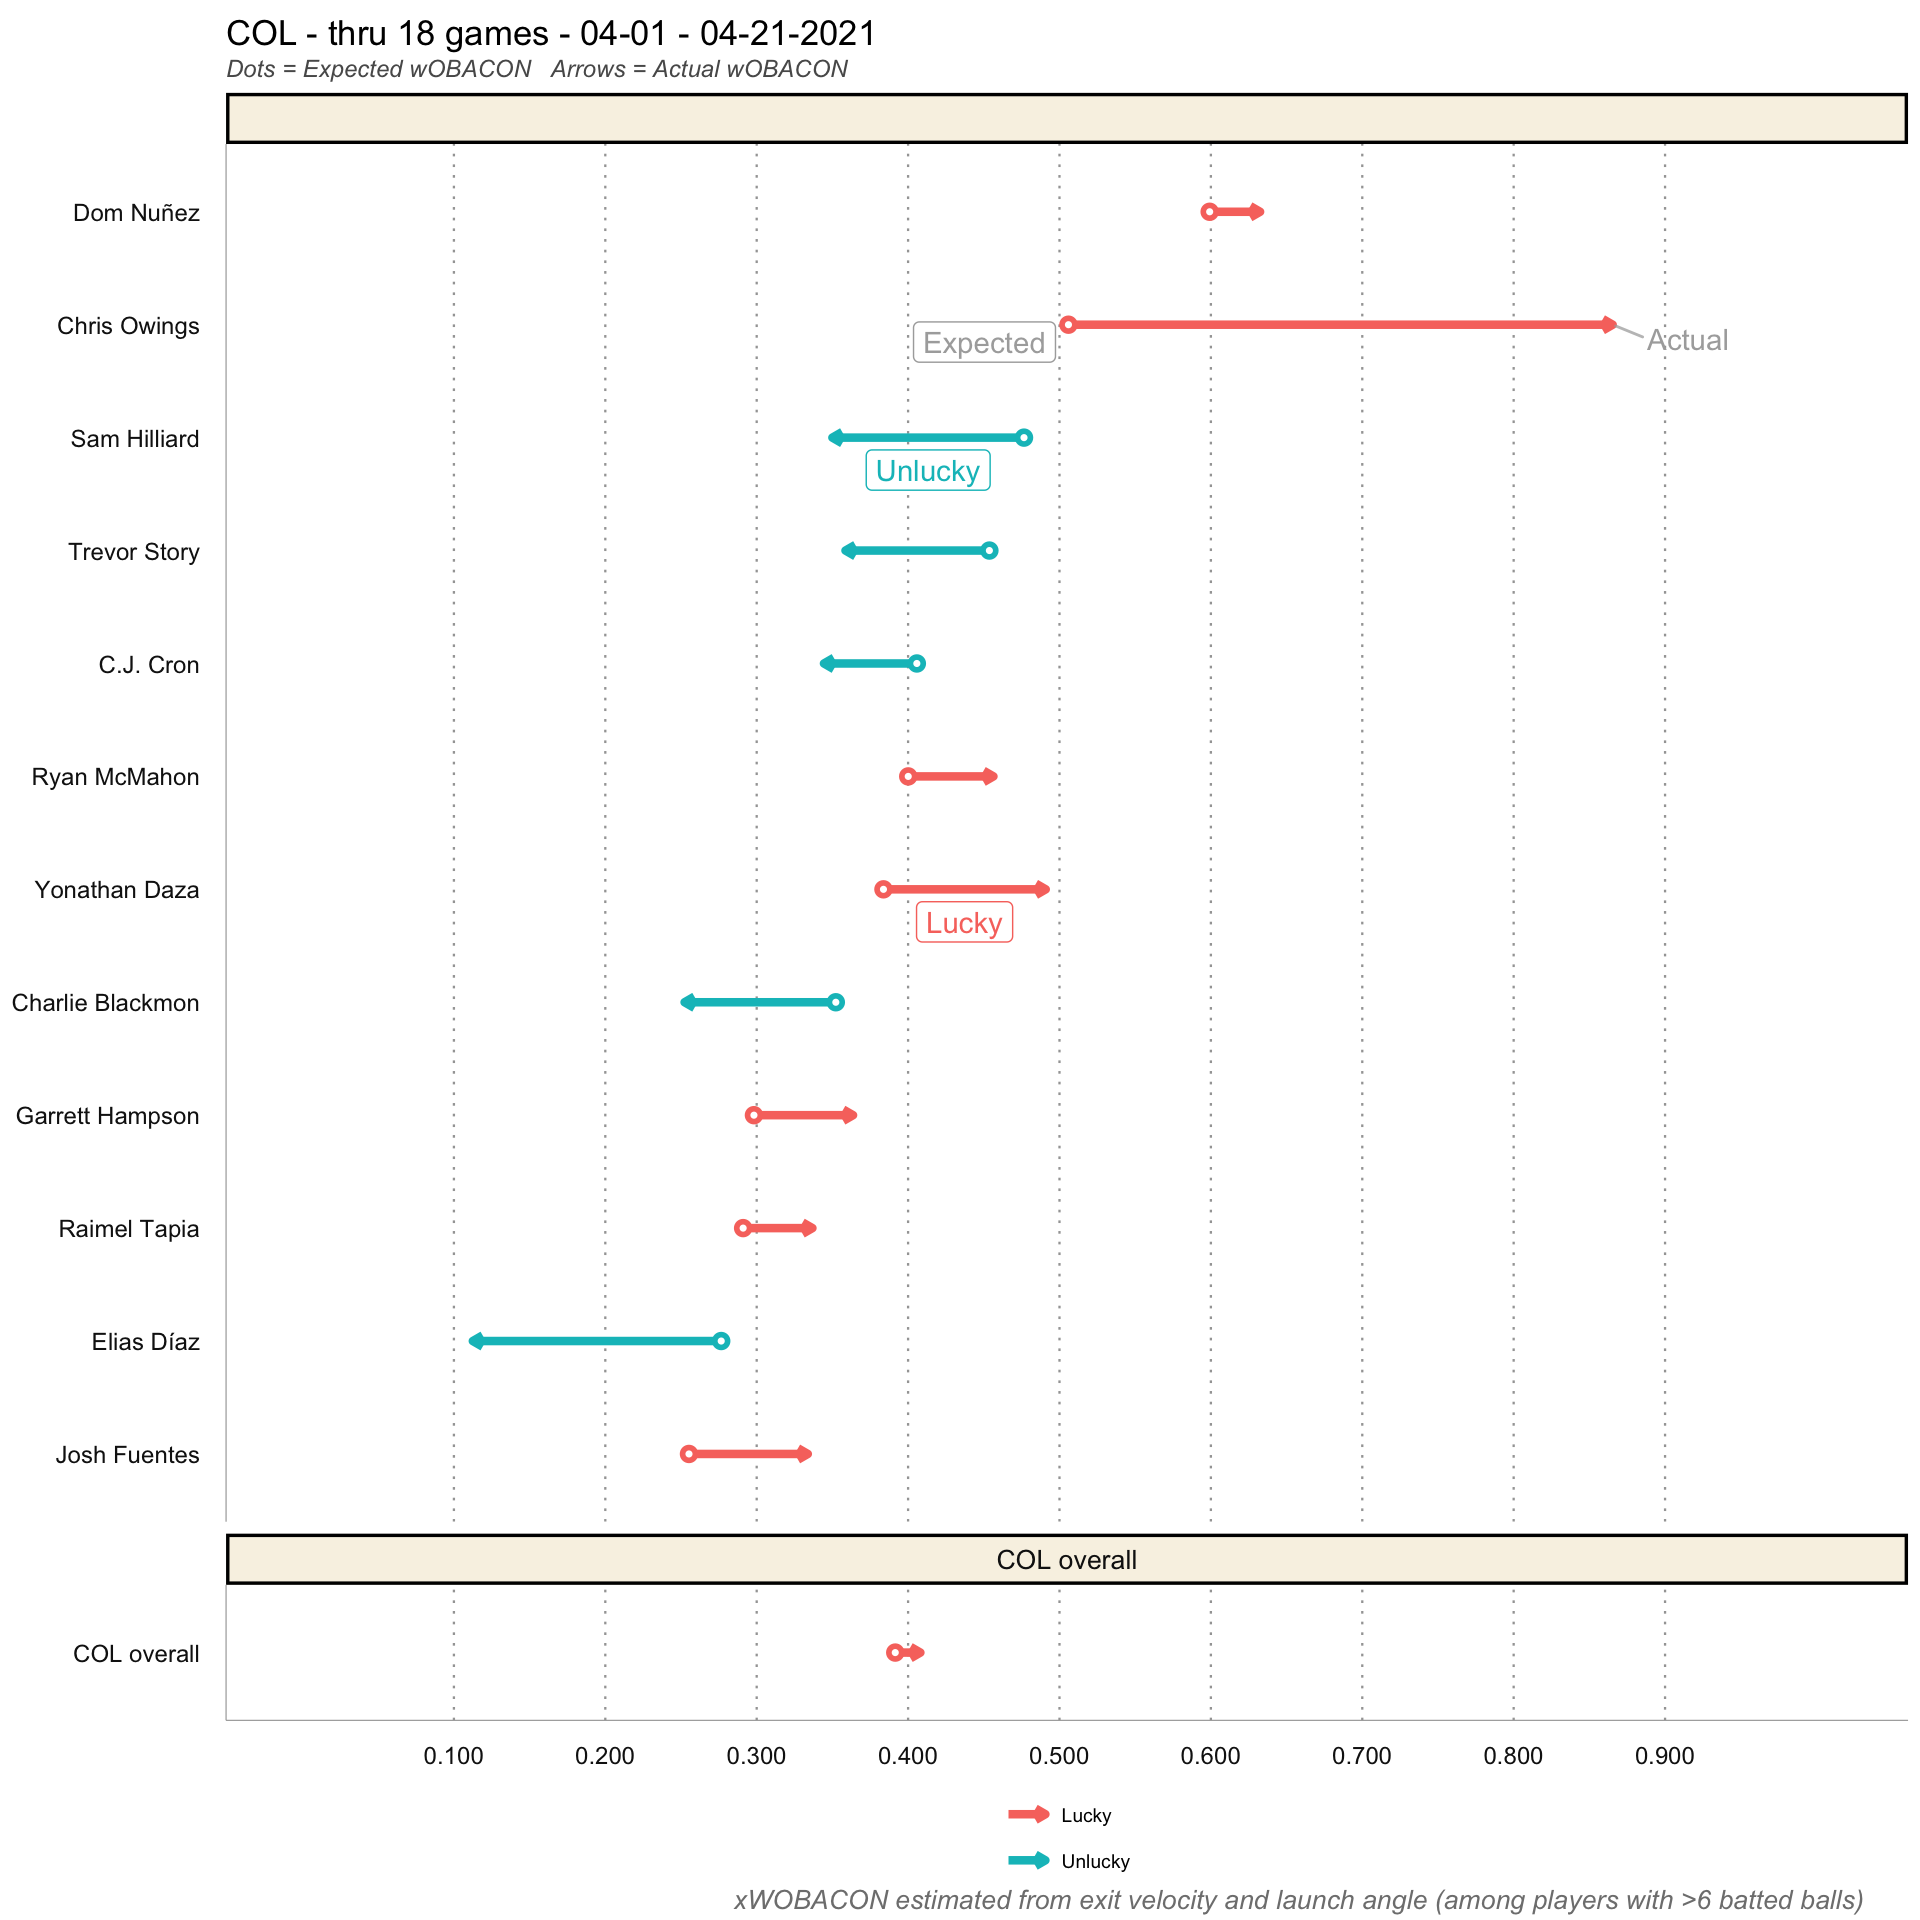 COL - thru 18 games - 04-01 - 04-21-2021
Dots = Expected wOBACON   Arrows = Actual wOBACON
Dom Nuñez
Chris Owings
Expected
Actual
Sam Hilliard
Unlucky
Trevor Story
C.J. Cron
Ryan McMahon
Yonathan Daza
Lucky
Charlie Blackmon
Garrett Hampson
Raimel Tapia
Elias Díaz
Josh Fuentes
COL overall
COL overall
0.100 0.200 0.300 0.400 0.500 0.600 0.700 0.800 0.900
Lucky
Unlucky
xWOBACON estimated from exit velocity and launch angle (among players with >6 batted balls)